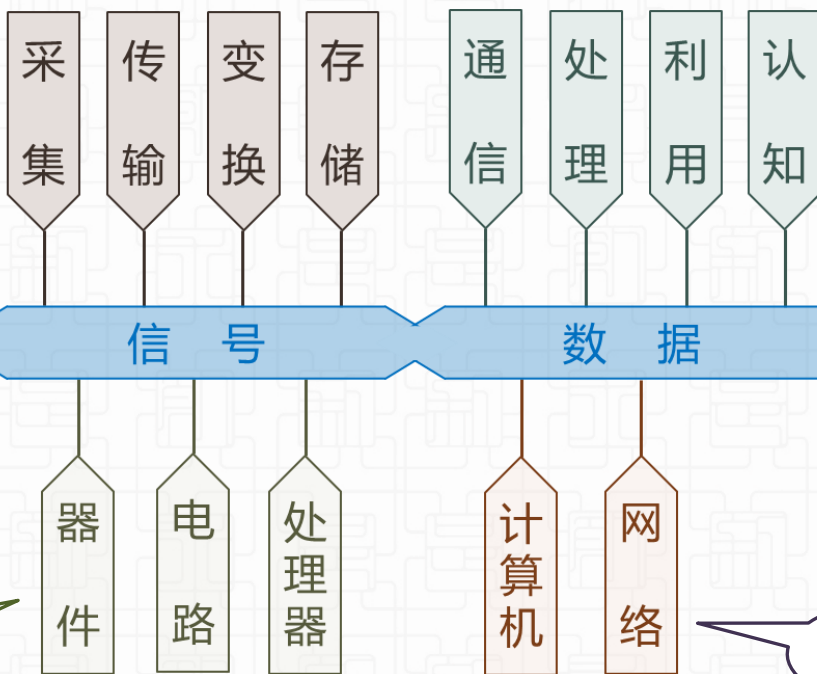 采集
传输
变换
存储
通信
处理
利用
认知
信号
数据
器件
电路
处理器
计算机
网络